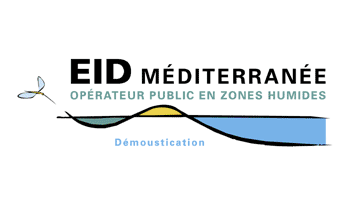 EID MÉDITERRANÉE
OPÉRATEUR PUBLIC EN ZONES HUMIDES
Démoustication